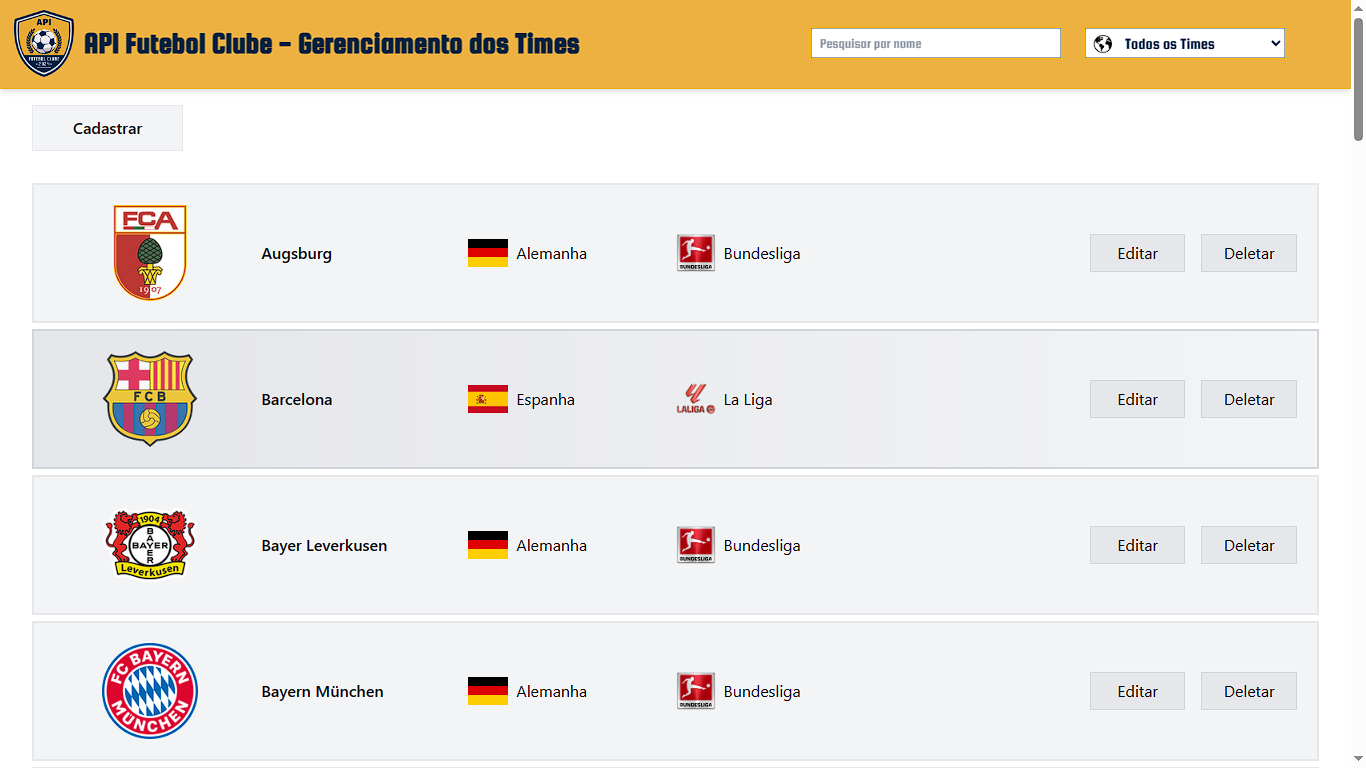 API
FUTEBOL CLUBE
API Futebol Clube - Gerenciamento dos Times
Pesquisar por nome
Todos os Times
Cadastrar
FCA
1907
Augsburg
Alemanha
BUNDESLIGA
Bundesliga
Editar
Deletar
FCB
Barcelona
Espanha
LALIGA
La Liga
Editar
Deletar
1904
BAYER
BAYER
Leverkusen
Bayer Leverkusen
Alemanha
BUNDESLIGA
Bundesliga
Editar
Deletar
FC BAYERN
MÜNCHEN
Bayern München
Alemanha
BUNDESLIGA
Bundesliga
Editar
Deletar